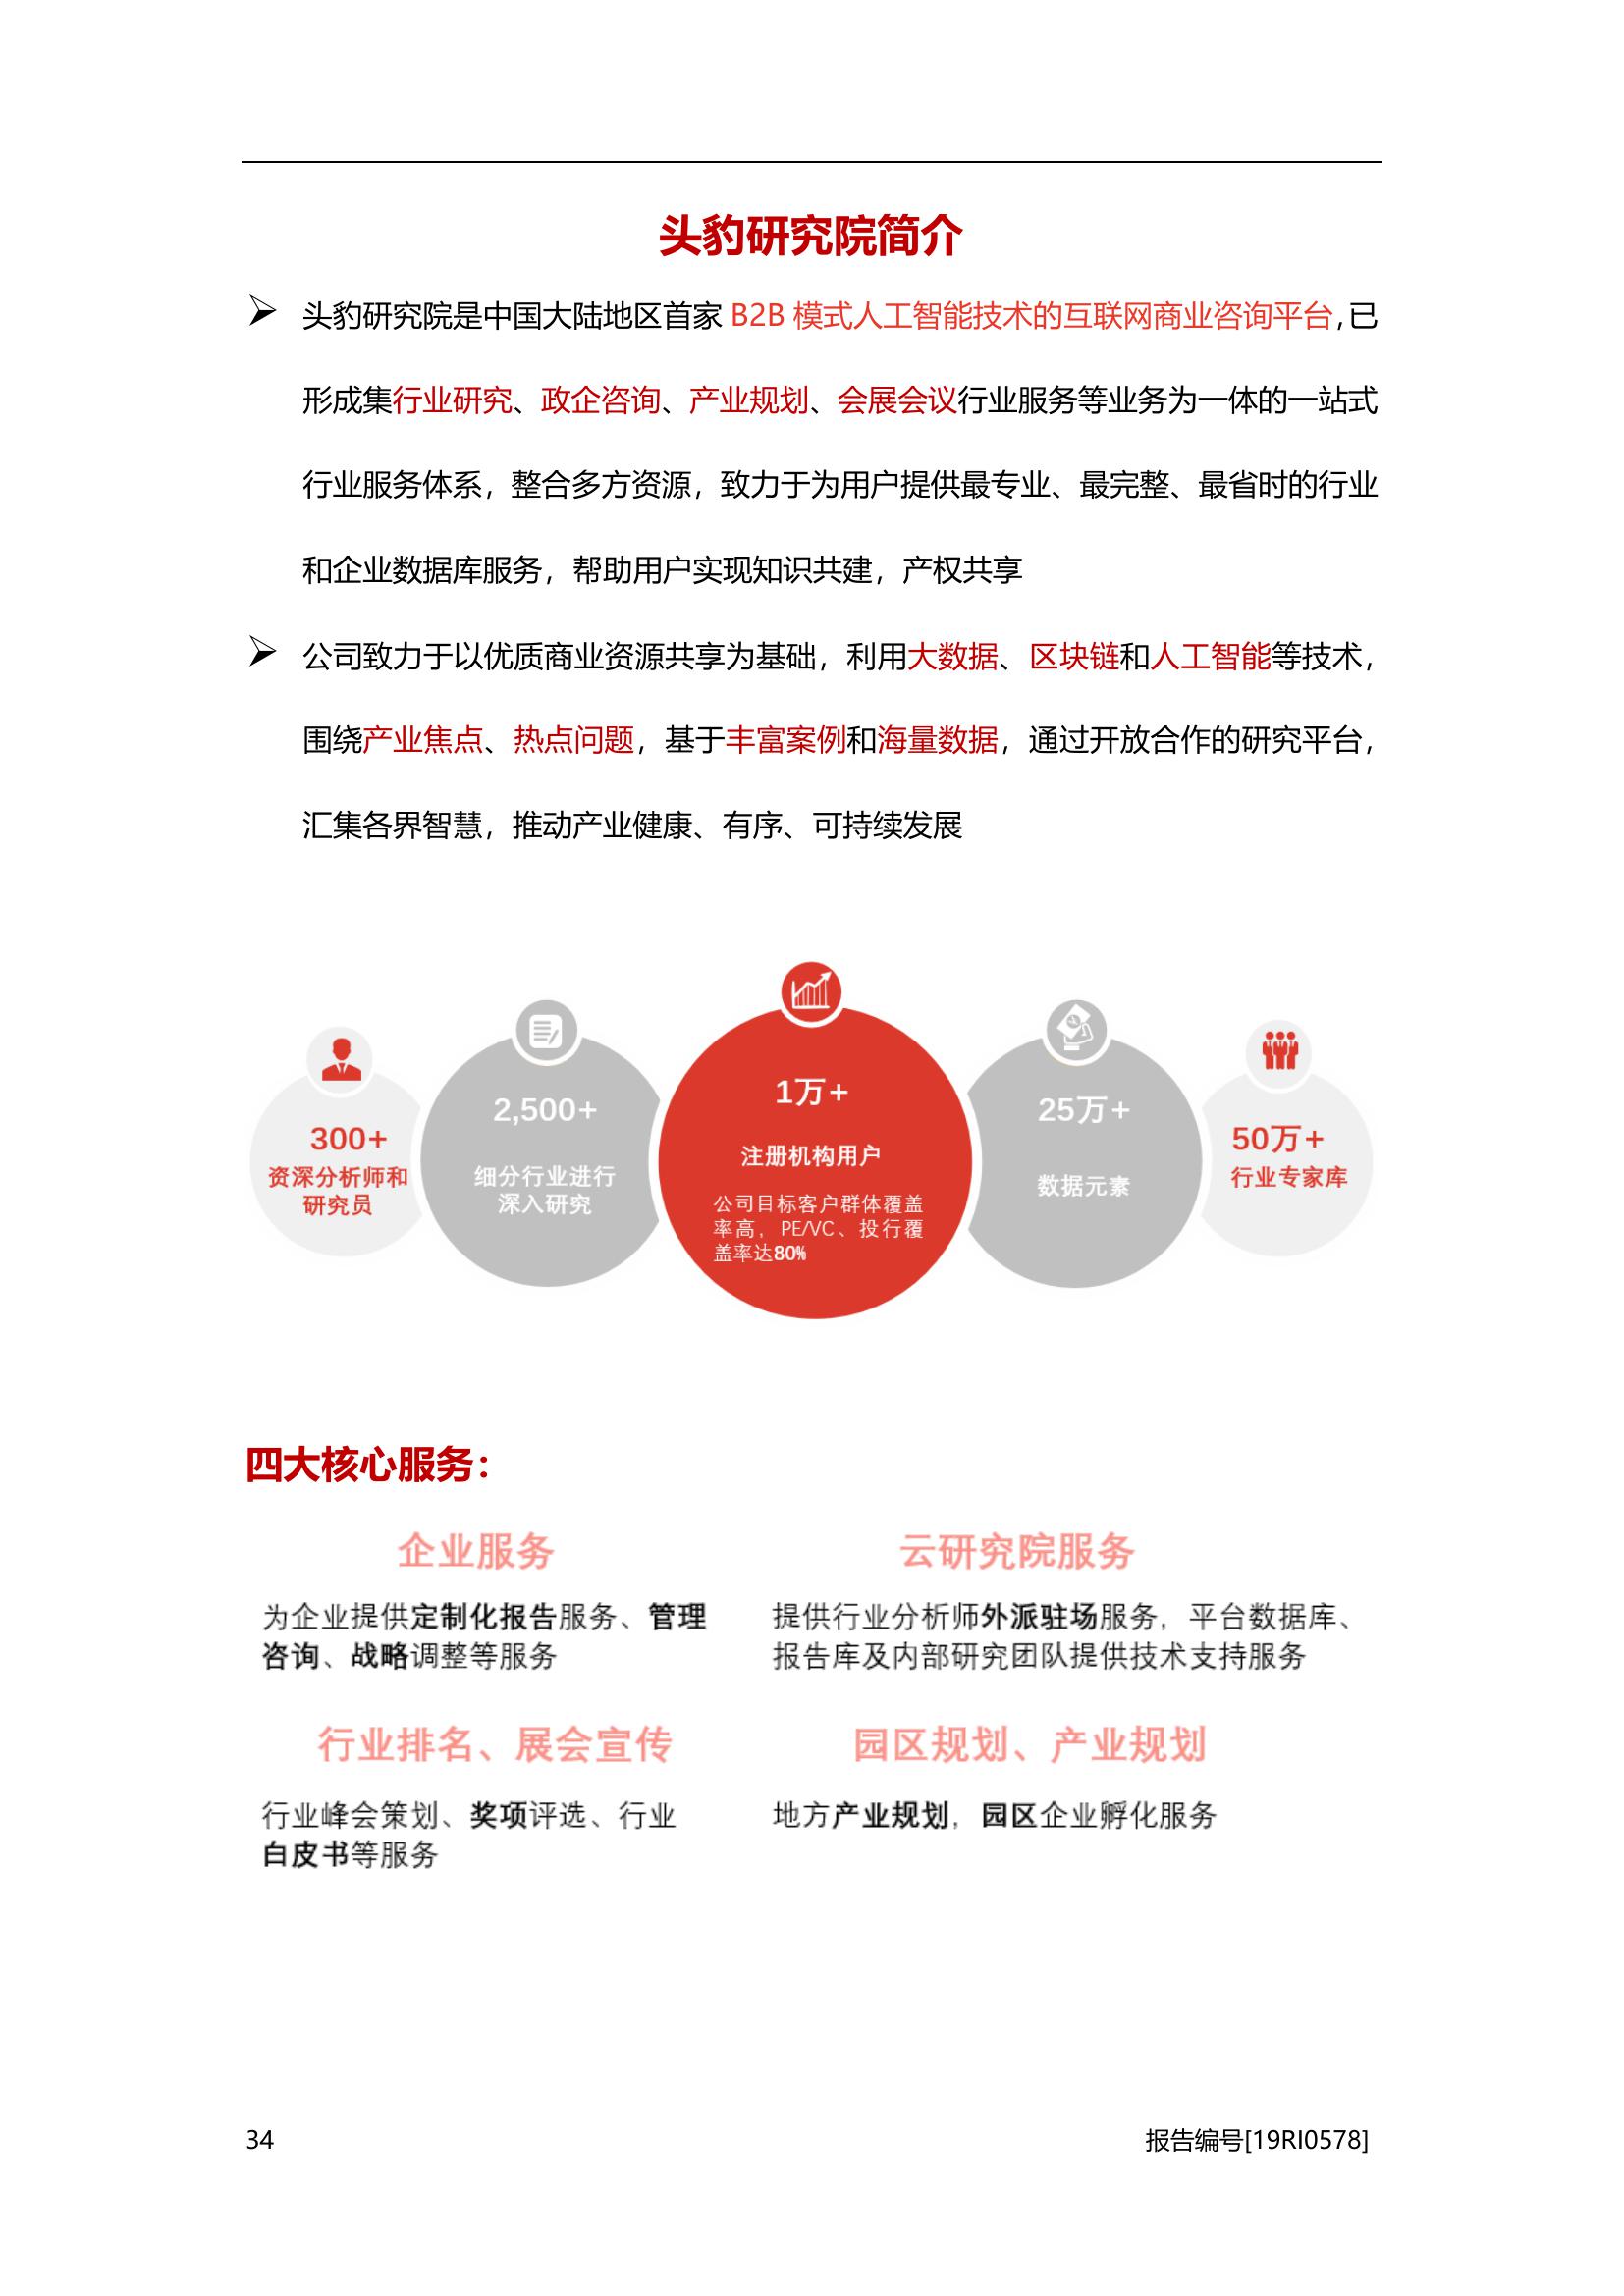 头豹研究院简介
头豹研究院是中国大陆地区首家 B2B 模式人工智能技术的互联网商业咨询平台，已
形成集行业研究、政企咨询、产业规划、会展会议行业服务等业务为一体的一站式
行业服务体系，整合多方资源，致力于为用户提供最专业、最完整、最省时的行业
和企业数据库服务，帮助用户实现知识共建，产权共享
公司致力于以优质商业资源共享为基础，利用大数据、区块链和人工智能等技术，
围绕产业焦点、热点问题，基于丰富案例和海量数据，通过开放合作的研究平台，
汇集各界智慧，推动产业健康、有序、可持续发展
300+
资深分析师和
研究员
2,500+
细分行业进行
深入研究
1万+
注册机构用户
公司目标客户群体覆盖
率高，PE/VC、投行覆
盖率达80%
25万+
数据元素
50万+
行业专家库
四大核心服务：
企业服务
为企业提供定制化报告服务、管理
咨询、战略调整等服务
云研究院服务
提供行业分析师外派驻场服务，平台数据库、
报告库及内部研究团队提供技术支持服务
行业排名、展会宣传
行业峰会策划、奖项评选、行业
白皮书等服务
园区规划、产业规划
地方产业规划，园区企业孵化服务
34
报告编号[19RI0578]